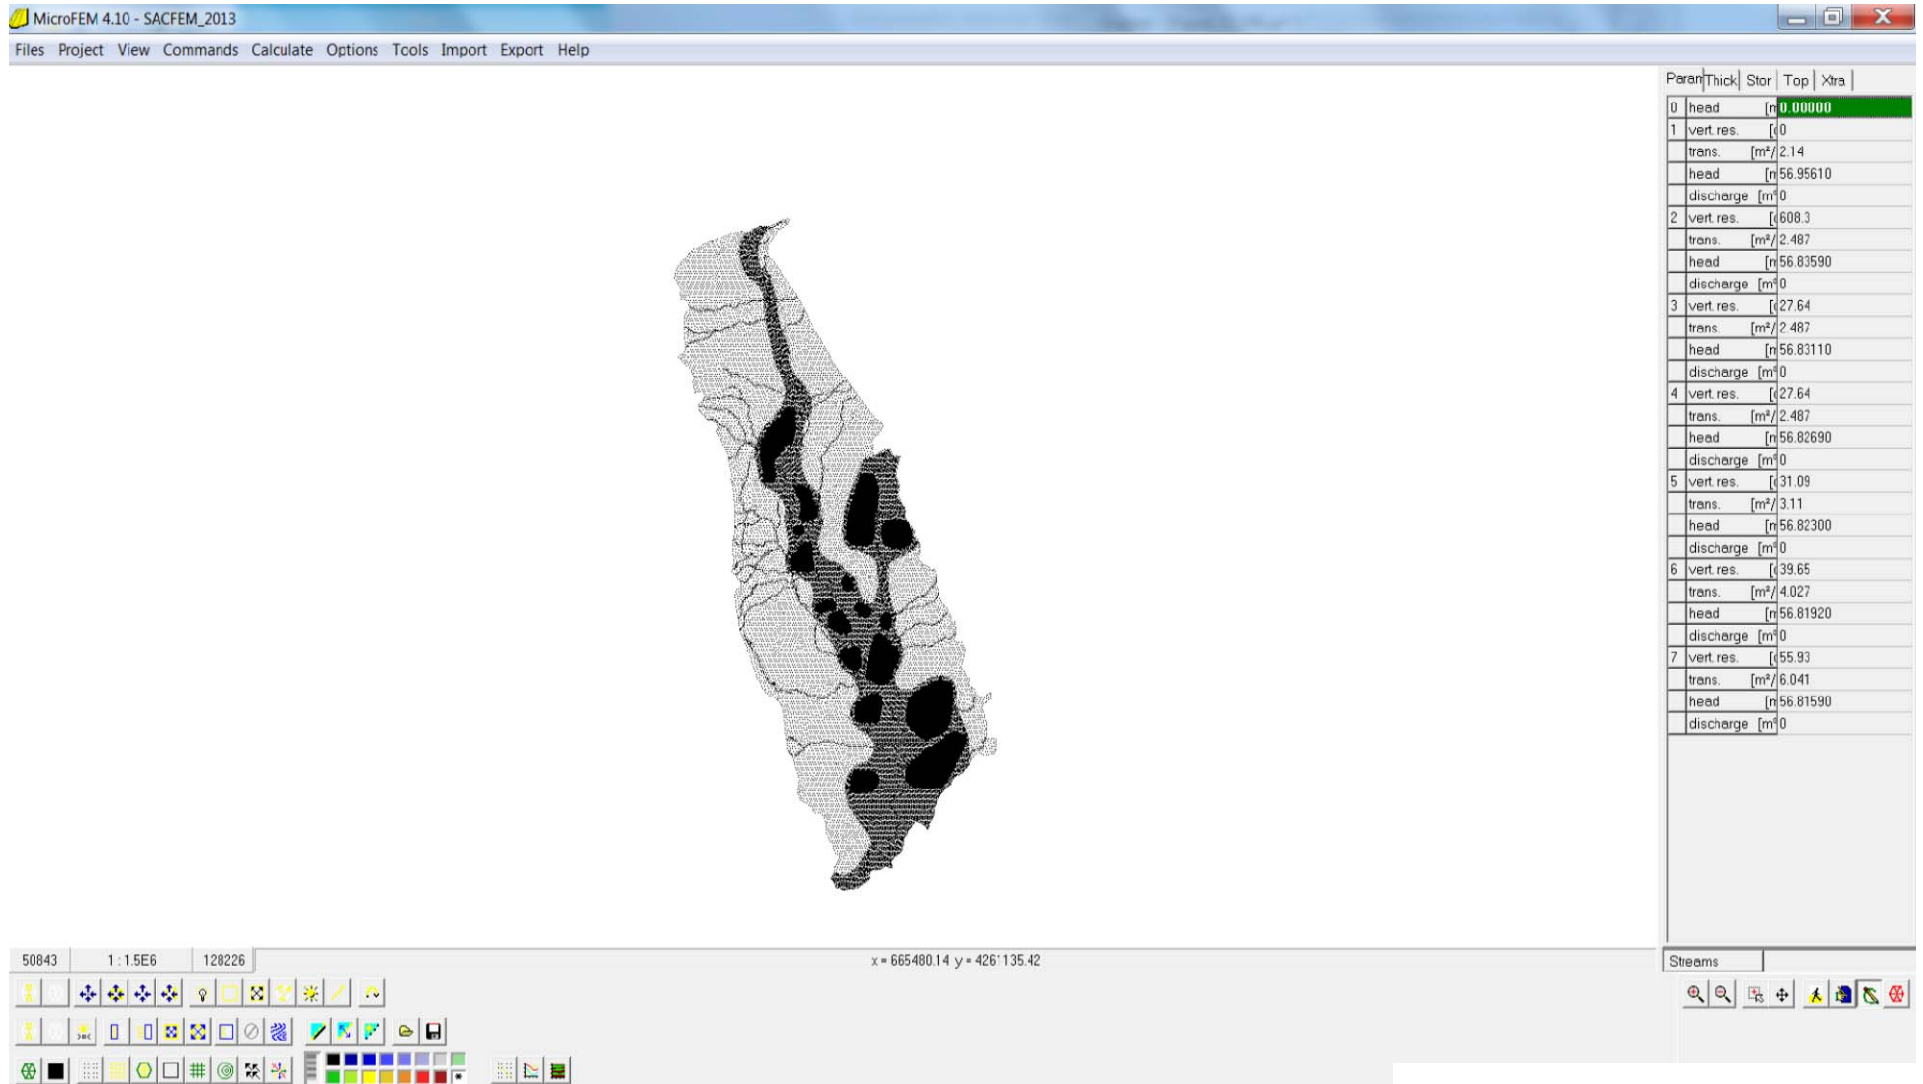 MicroFEM 4.10 - SACFEM_2013
Files Project View Commands Calculate Options Tools Import Export Help
Param Thick Stor Top Xtra
0 head [m 0.00000
1 vert. res. [d 0
trans. [m²/ 2.14
head [m 56.95610
discharge [m³ 0
2 vert. res. [d 608.3
trans. [m²/ 2.487
head [m 56.83590
discharge [m³ 0
3 vert. res. [d 27.64
trans. [m²/ 2.487
head [m 56.83110
discharge [m³ 0
4 vert. res. [d 27.64
trans. [m²/ 2.487
head [m 56.82690
discharge [m³ 0
5 vert. res. [d 31.09
trans. [m²/ 3.11
head [m 56.82300
discharge [m³ 0
6 vert. res. [d 39.65
trans. [m²/ 4.027
head [m 56.81920
discharge [m³ 0
7 vert. res. [d 55.93
trans. [m²/ 6.041
head [m 56.81590
discharge [m³ 0
50843 1 : 1.5E6 128226 x = 665480.14 y = 426'135.42 Streams